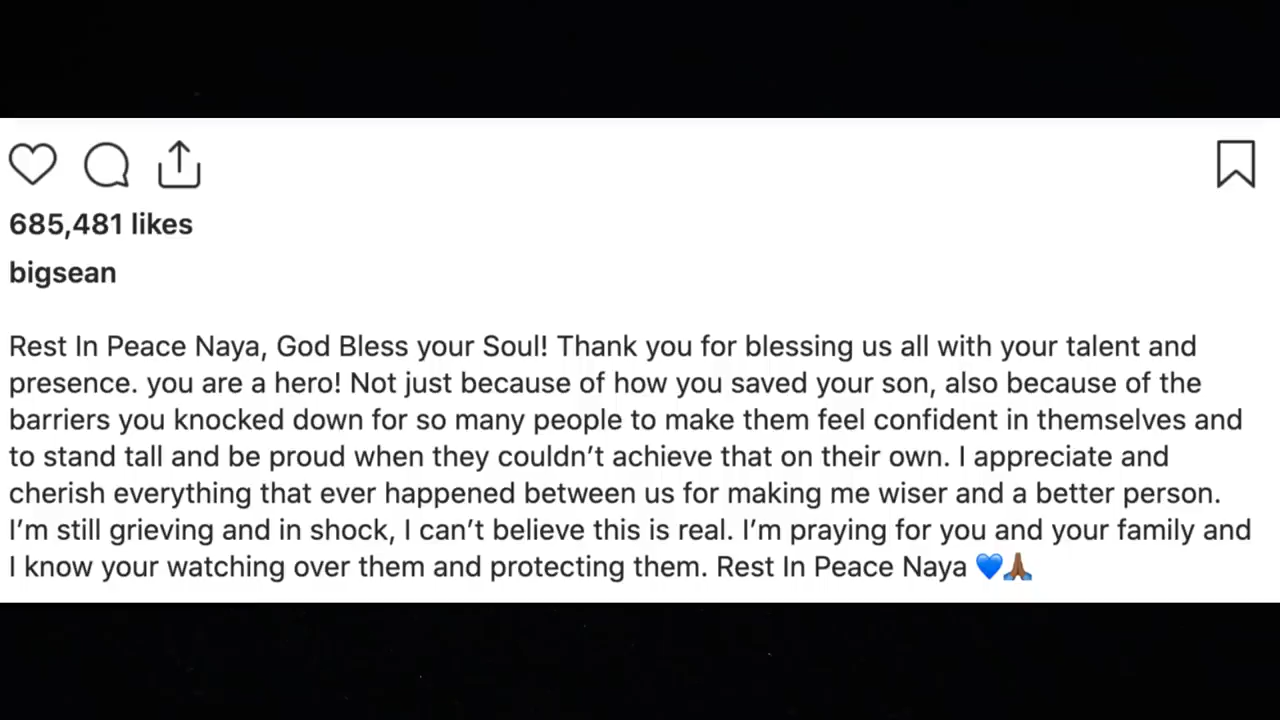 685,481 likes
bigsean
Rest In Peace Naya, God Bless your Soul! Thank you for blessing us all with your talent and
presence. you are a hero! Not just because of how you saved your son, also because of the
barriers you knocked down for so many people to make them feel confident in themselves and
to stand tall and be proud when they couldn’t achieve that on their own. I appreciate and
cherish everything that ever happened between us for making me wiser and a better person.
I’m still grieving and in shock, I can’t believe this is real. I’m praying for you and your family and
I know your watching over them and protecting them. Rest In Peace Naya 💙🙏🏾